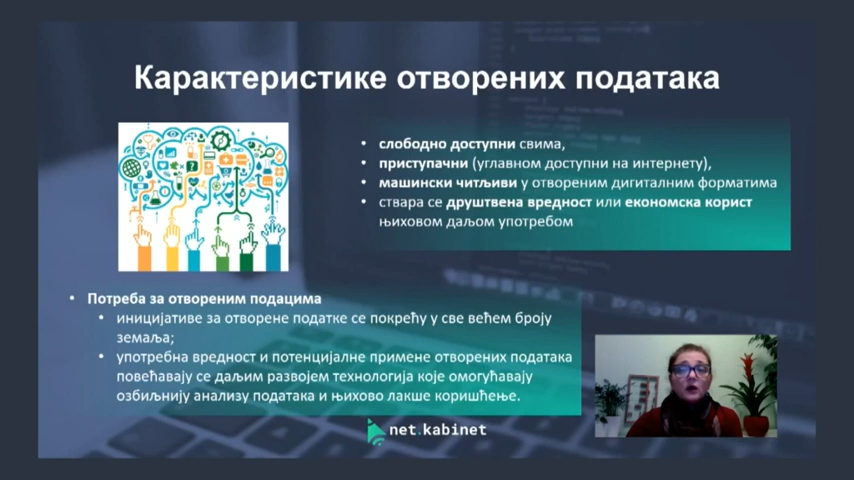 Карактеристике отворених података
• слободно доступни свима,
• приступачни (углавном доступни на интернету),
• машински читљиви у отвореним дигиталним форматима
• ствара се друштвена вредност или економска корист
њиховом даљом употребом
• Потреба за отвореним подацима
• иницијативе за отворене податке се покрећу у све већем броју
земаља;
• употребна вредност и потенцијалне примене отворених података
повећавају се даљим развојем технологија које омогућавају
озбиљнију анализу података и њихово лакше коришћење.
net.kabinet